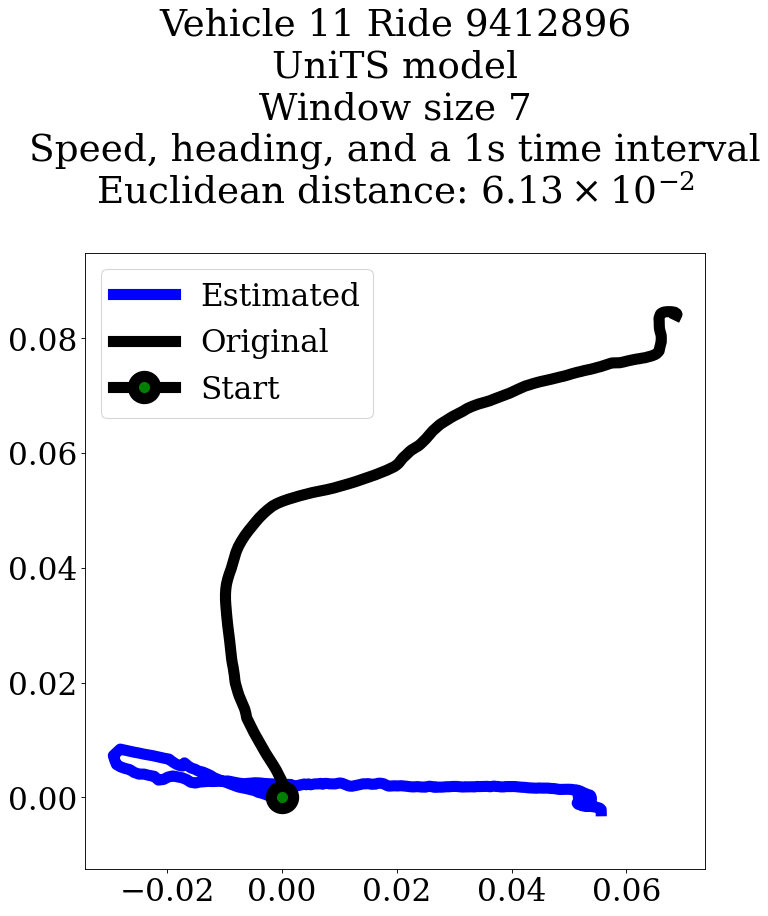 Vehicle 11 Ride 9412896
UniTS model
Window size 7
Speed, heading, and a 1s time interval
Euclidean distance: 6.13 × 10⁻²
Estimated
Original
Start
0.08
0.06
0.04
0.02
0.00
−0.02 0.00 0.02 0.04 0.06